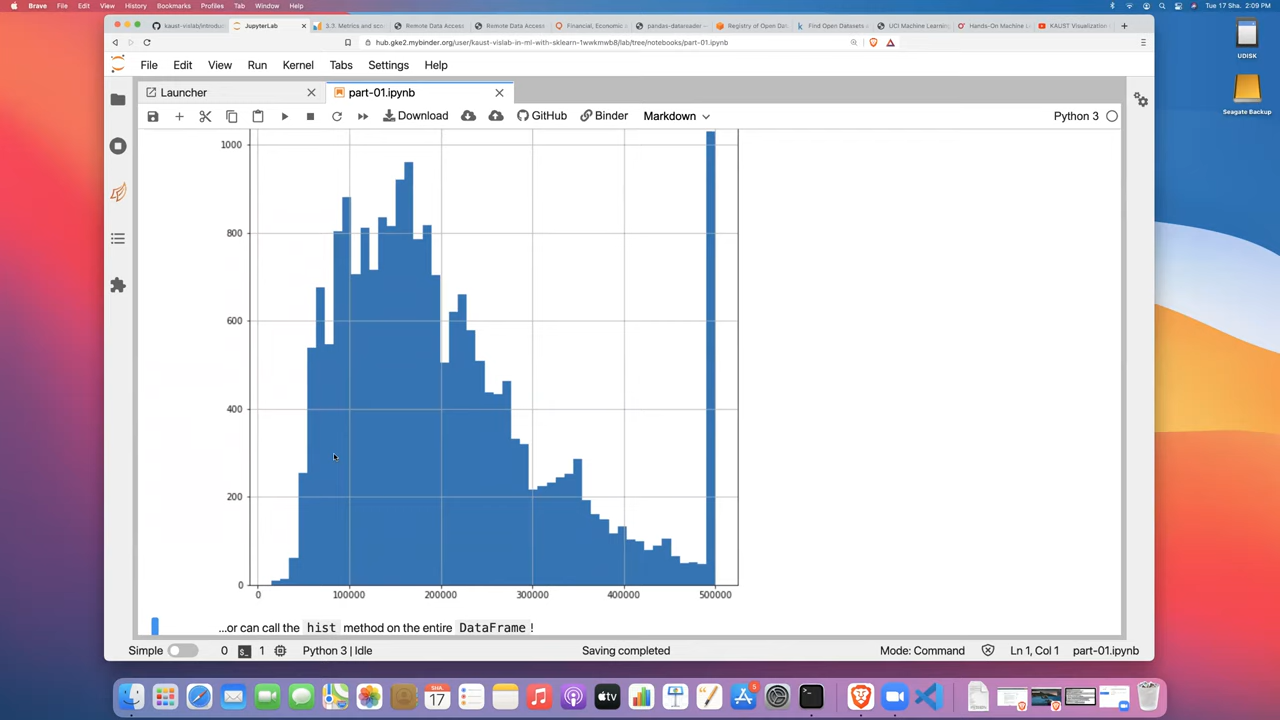 Brave File Edit View History Bookmarks Profiles Tab Window Help Tue 17 Sha. 2:09 PM
kaust-vislab/introduc JupyterLab 3.3. Metrics and sco Remote Data Access Remote Data Access Financial, Economic pandas-datareader Registry of Open Dat Find Open Datasets UCI Machine Learning Hands-On Machine L KAUST Visualization
hub.gke2.mybinder.org/user/kaust-vislab-in-ml-with-sklearn-1wwkmwb8/lab/tree/notebooks/part-01.ipynb
UDISK
File Edit View Run Kernel Tabs Settings Help
Launcher part-01.ipynb
Seagate Backup
Download GitHub Binder Markdown Python 3
1000
800
600
400
200
0
0 100000 200000 300000 400000 500000
...or can call the hist method on the entire DataFrame !
Simple 0 $_ 1 Python 3 | Idle Saving completed Mode: Command Ln 1, Col 1 part-01.ipynb
SHA 17 tv 5